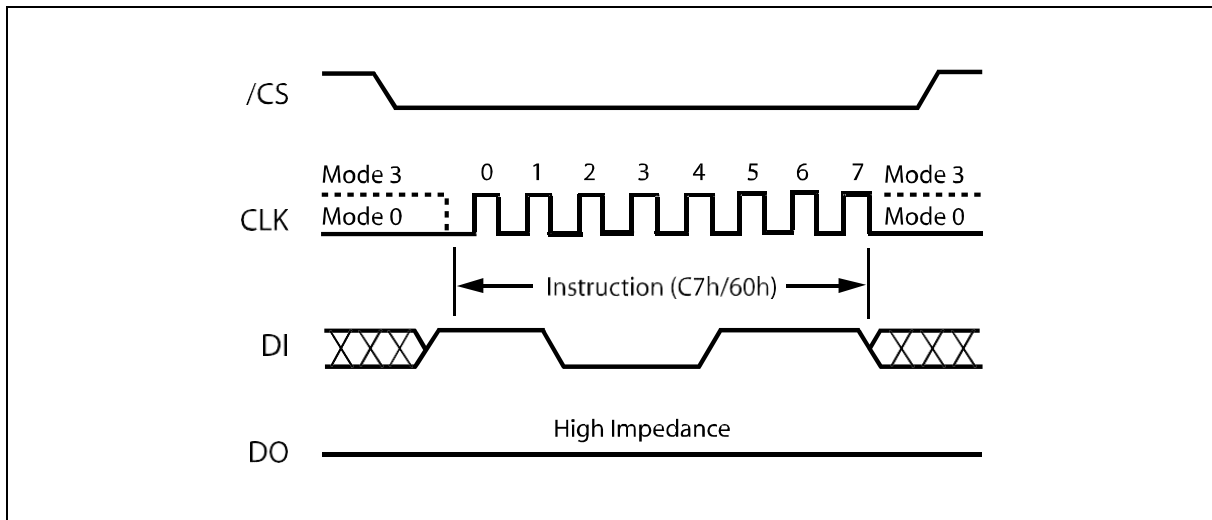 /CS
Mode 3 0 1 2 3 4 5 6 7 Mode 3
CLK Mode 0 Mode 0
Instruction (C7h/60h)
DI
High Impedance
DO